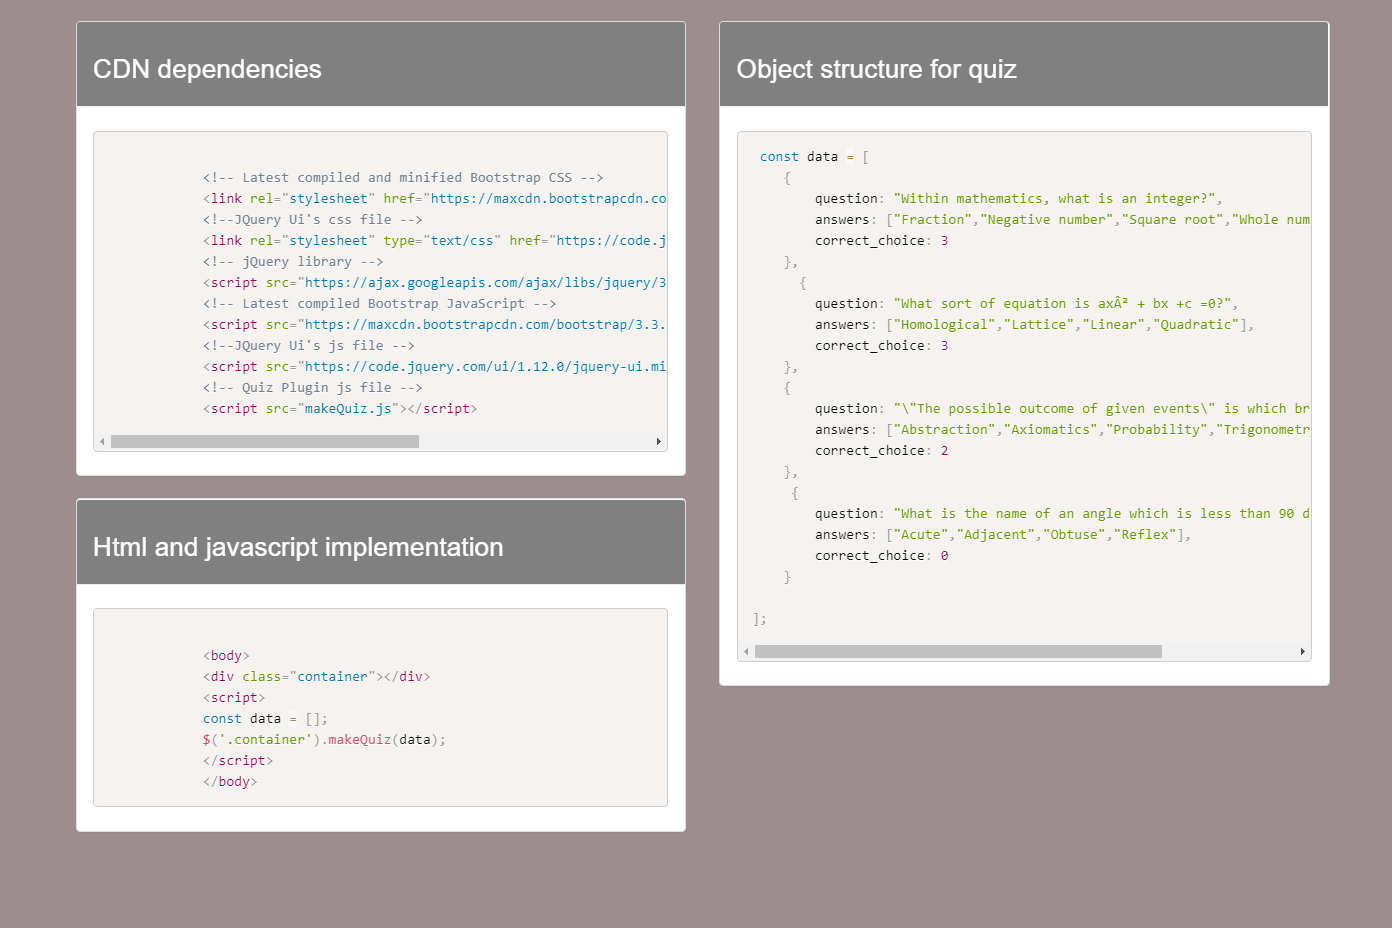 CDN dependencies
<!-- Latest compiled and minified Bootstrap CSS -->
<link rel="stylesheet" href="https://maxcdn.bootstrapcdn.co
<!--JQuery Ui's css file -->
<link rel="stylesheet" type="text/css" href="https://code.j
<!-- jQuery library -->
<script src="https://ajax.googleapis.com/ajax/libs/jquery/3
<!-- Latest compiled Bootstrap JavaScript -->
<script src="https://maxcdn.bootstrapcdn.com/bootstrap/3.3.
<!--JQuery Ui's js file -->
<script src="https://code.jquery.com/ui/1.12.0/jquery-ui.mi
<!-- Quiz Plugin js file -->
<script src="makeQuiz.js"></script>
Html and javascript implementation
<body>
<div class="container"></div>
<script>
const data = [];
$('.container').makeQuiz(data);
</script>
</body>
Object structure for quiz
const data = [
{
question: "Within mathematics, what is an integer?",
answers: ["Fraction","Negative number","Square root","Whole num
correct_choice: 3
},
{
question: "What sort of equation is axÂ² + bx +c =0?",
answers: ["Homological","Lattice","Linear","Quadratic"],
correct_choice: 3
},
{
question: "\"The possible outcome of given events\" is which br
answers: ["Abstraction","Axiomatics","Probability","Trigonometr
correct_choice: 2
},
{
question: "What is the name of an angle which is less than 90 d
answers: ["Acute","Adjacent","Obtuse","Reflex"],
correct_choice: 0
}
];